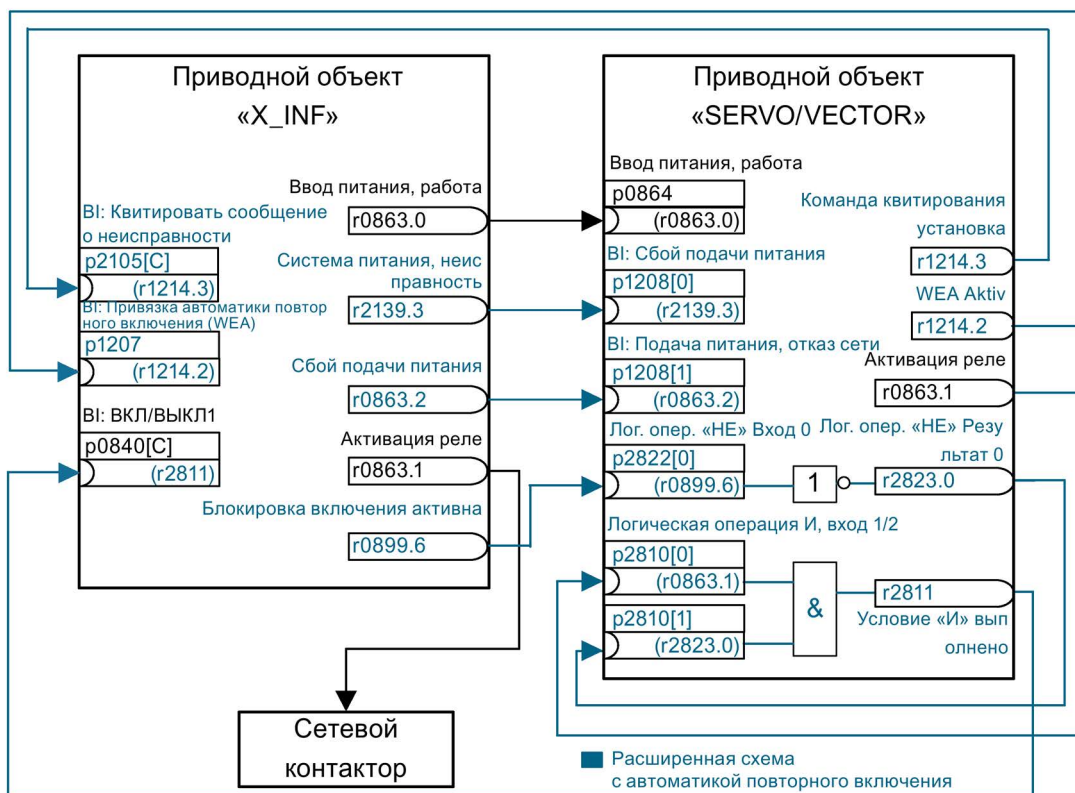 Приводной объект
«X_INF»
Ввод питания, работа
r0863.0
BI: Квитировать сообщение
о неисправности
p2105[C]
(r1214.3)
Система питания, неис
правность
r2139.3
BI: Привязка автоматики повтор
ного включения (WEA)
p1207
(r1214.2)
Сбой подачи питания
r0863.2
BI: ВКЛ/ВЫКЛ1
p0840[C]
(r2811)
Активация реле
r0863.1
Блокировка включения активна
r0899.6
Сетевой
контактор
Приводной объект
«SERVO/VECTOR»
Ввод питания, работа
p0864
(r0863.0)
Команда квитирования
установка
r1214.3
BI: Сбой подачи питания
p1208[0]
(r2139.3)
WEA Aktiv
r1214.2
BI: Подача питания, отказ сети
p1208[1]
(r0863.2)
Активация реле
r0863.1
Лог. опер. «НЕ» Вход 0
p2822[0]
(r0899.6)
1
Лог. опер. «НЕ» Резу
льтат 0
r2823.0
Логическая операция И, вход 1/2
p2810[0]
(r0863.1)
p2810[1]
(r2823.0)
&
r2811
Условие «И» вып
олнено
Расширенная схема
с автоматикой повторного включения